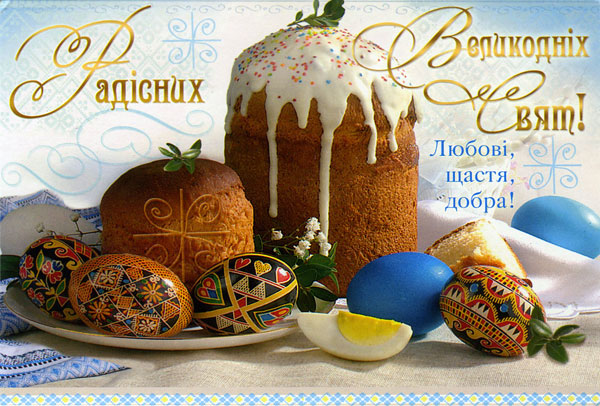 Радісних
Великодніх
Свят!
Любові,
щастя,
добра!